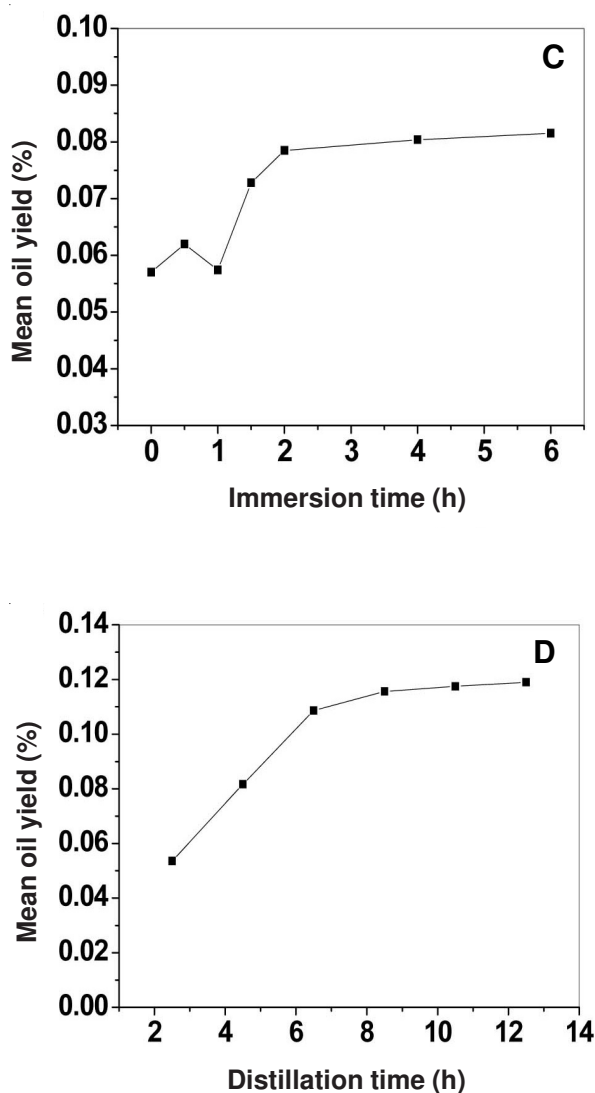 C
0.10
0.09
0.08
0.07
0.06
0.05
0.04
0.03
Mean oil yield (%)
0 1 2 3 4 5 6
Immersion time (h)
D
0.14
0.12
0.10
0.08
0.06
0.04
0.02
0.00
Mean oil yield (%)
2 4 6 8 10 12 14
Distillation time (h)